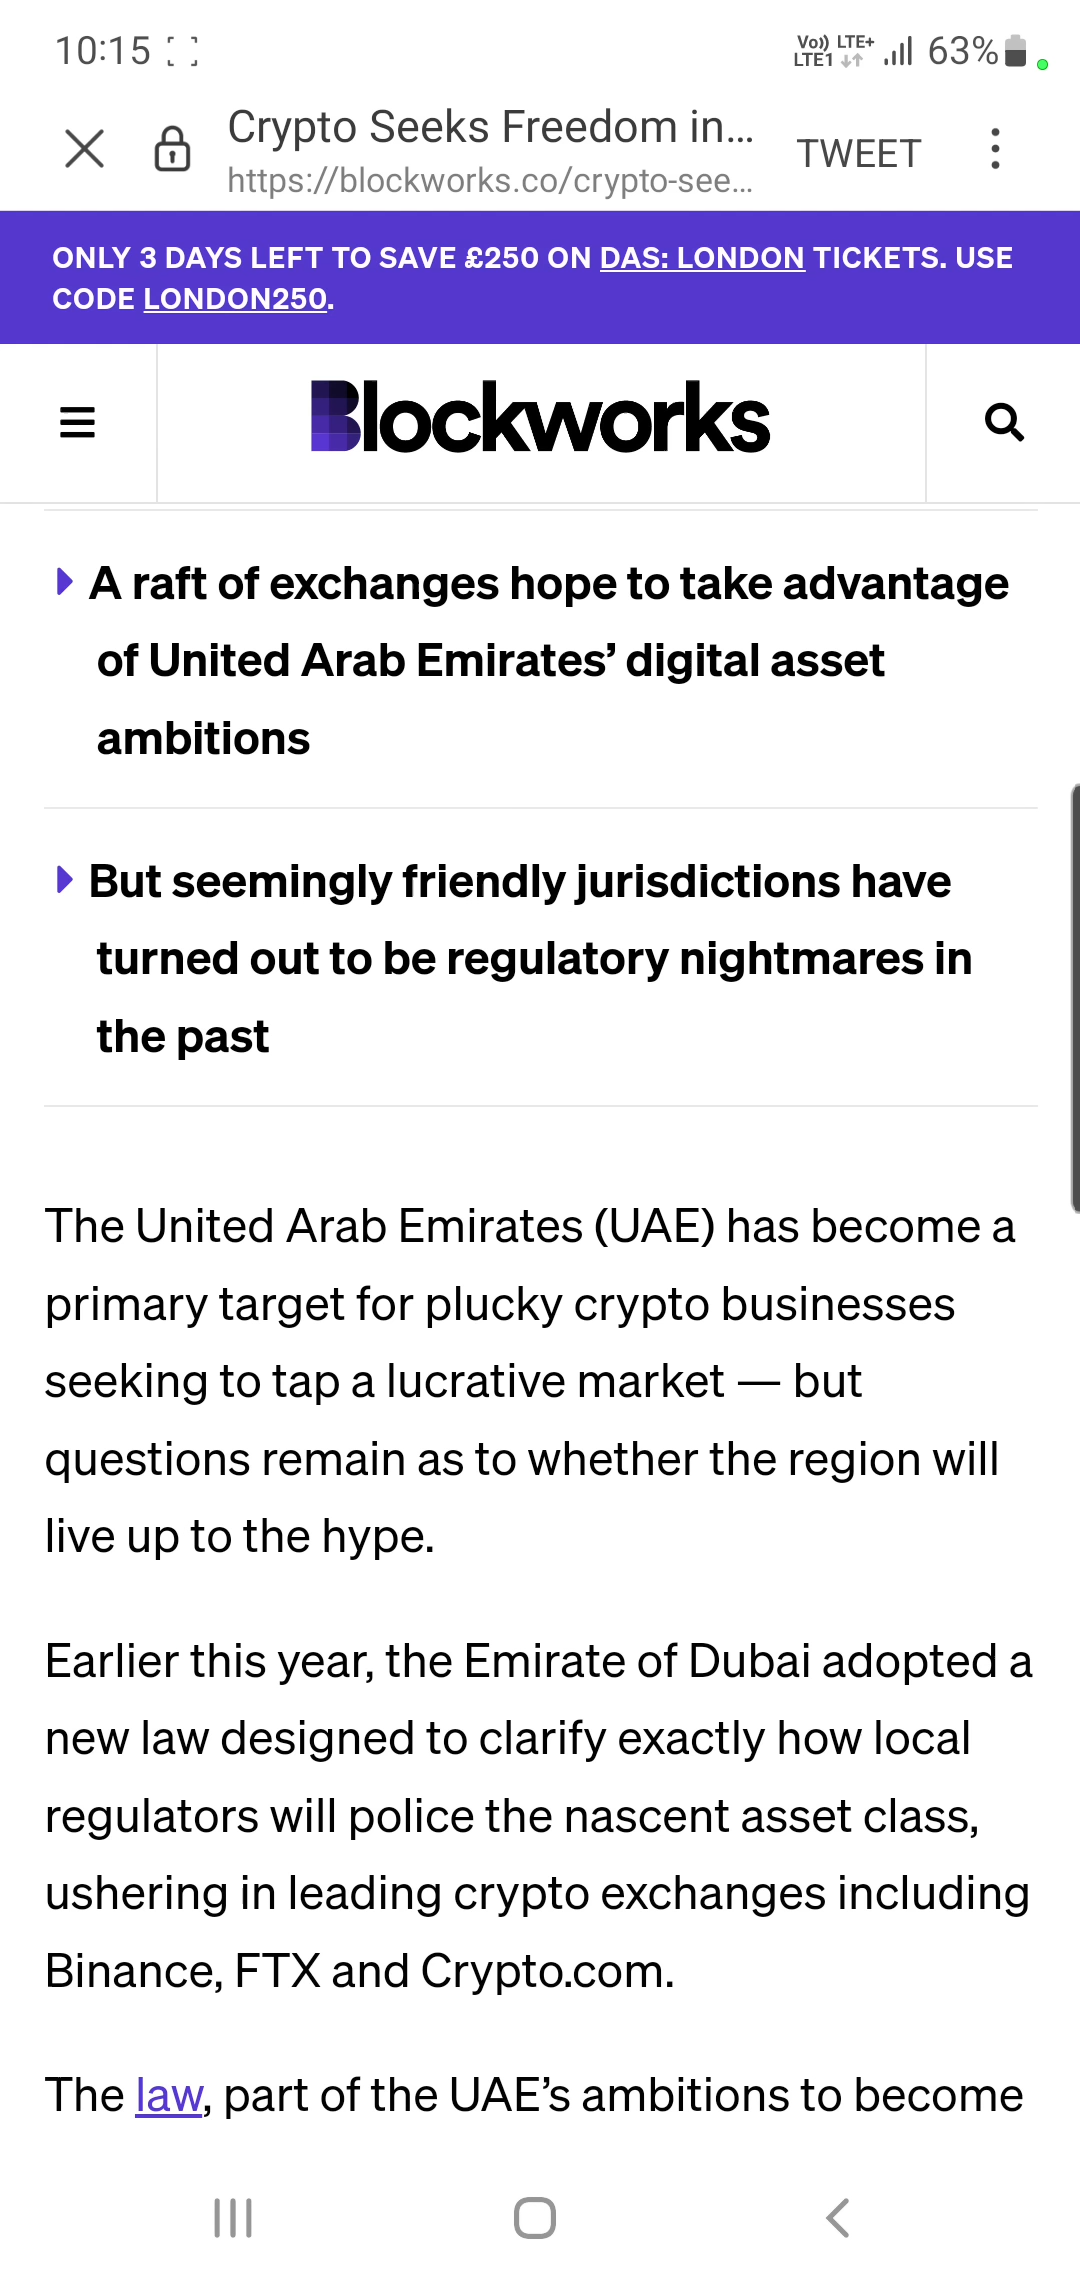 10:15
Vo)) LTE+
LTE1
63%
Crypto Seeks Freedom in...
https://blockworks.co/crypto-see...
TWEET
ONLY 3 DAYS LEFT TO SAVE £250 ON DAS: LONDON TICKETS. USE
CODE LONDON250.
Blockworks
A raft of exchanges hope to take advantage
of United Arab Emirates’ digital asset
ambitions
But seemingly friendly jurisdictions have
turned out to be regulatory nightmares in
the past
The United Arab Emirates (UAE) has become a
primary target for plucky crypto businesses
seeking to tap a lucrative market — but
questions remain as to whether the region will
live up to the hype.
Earlier this year, the Emirate of Dubai adopted a
new law designed to clarify exactly how local
regulators will police the nascent asset class,
ushering in leading crypto exchanges including
Binance, FTX and Crypto.com.
The law, part of the UAE’s ambitions to become